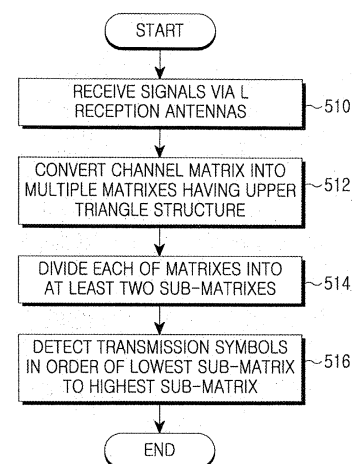 START
RECEIVE SIGNALS VIA L
RECEPTION ANTENNAS
510
CONVERT CHANNEL MATRIX INTO
MULTIPLE MATRIXES HAVING UPPER
TRIANGLE STRUCTURE
512
DIVIDE EACH OF MATRIXES INTO
AT LEAST TWO SUB-MATRIXES
514
DETECT TRANSMISSION SYMBOLS
IN ORDER OF LOWEST SUB-MATRIX
TO HIGHEST SUB-MATRIX
516
END